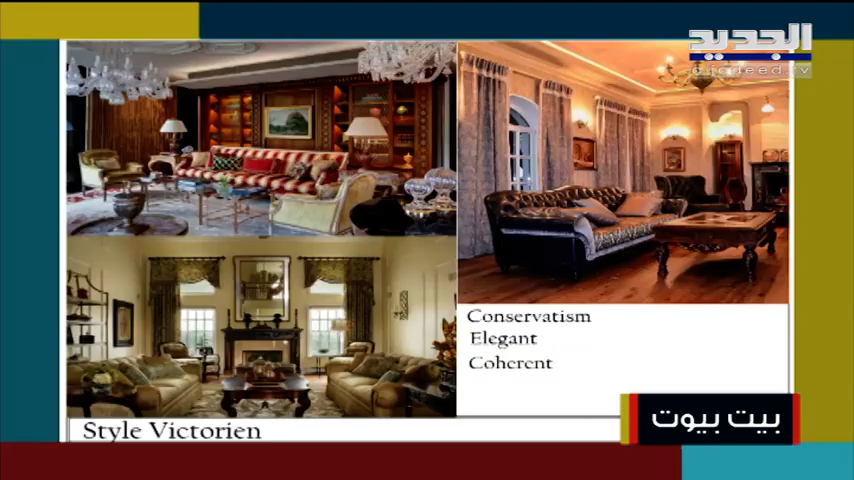 الجديد
aljadeed.tv
Conservatism
Elegant
Coherent
بيت بيوت
Style Victorien